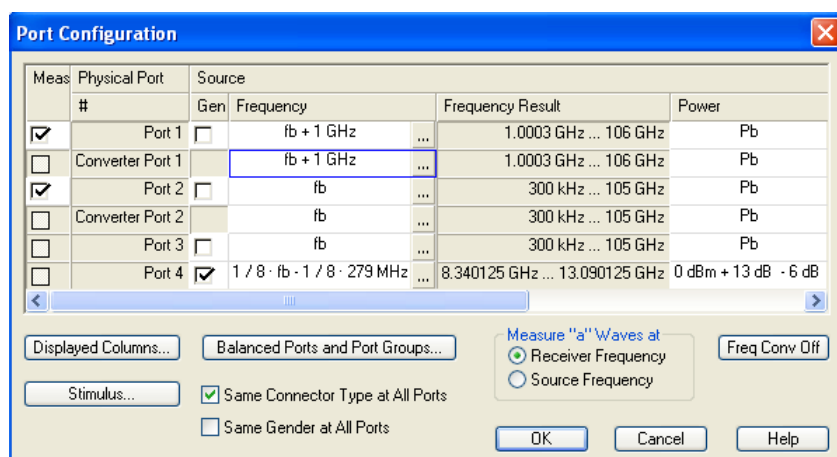 Port Configuration
Meas Physical Port Source
# Gen Frequency Frequency Result Power
Port 1 fb + 1 GHz ... 1.0003 GHz ... 106 GHz Pb
Converter Port 1 fb + 1 GHz ... 1.0003 GHz ... 106 GHz Pb
Port 2 fb ... 300 kHz ... 105 GHz Pb
Converter Port 2 fb ... 300 kHz ... 105 GHz Pb
Port 3 fb ... 300 kHz ... 105 GHz Pb
Port 4 1 / 8 · fb - 1 / 8 · 279 MHz ... 8.340125 GHz ... 13.090125 GHz 0 dBm + 13 dB - 6 dB
Displayed Columns... Balanced Ports and Port Groups... Measure "a" Waves at Freq Conv Off
Receiver Frequency
Stimulus... Same Connector Type at All Ports Source Frequency
Same Gender at All Ports
OK Cancel Help